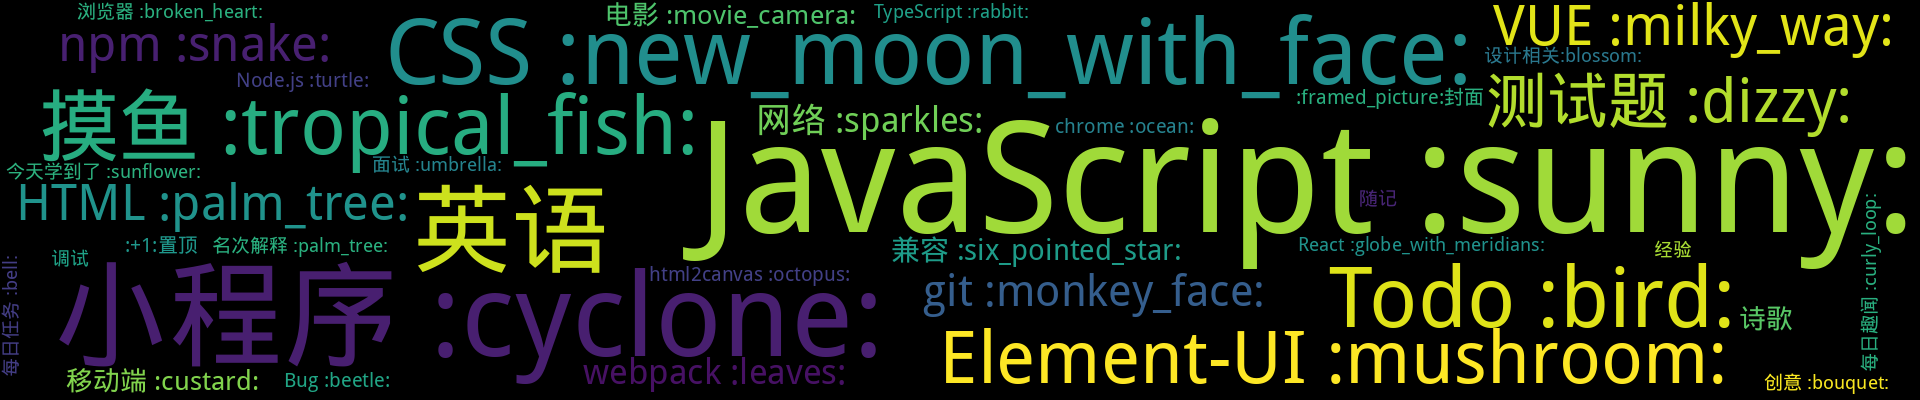 浏览器 :broken_heart:
电影 :movie_camera:
TypeScript :rabbit:
VUE :milky_way:
npm :snake:
CSS :new_moon_with_face:
设计相关:blossom:
Node.js :turtle:
:framed_picture:封面
测试题 :dizzy:
摸鱼 :tropical_fish:
网络 :sparkles:
chrome :ocean:
JavaScript :sunny:
今天学到了 :sunflower:
面试 :umbrella:
HTML :palm_tree:
英语
随记
:+1:置顶
名次解释 :palm_tree:
兼容 :six_pointed_star:
React :globe_with_meridians:
经验
每日趣闻 :curly_loop:
调试
每日任务 :bell:
小程序 :cyclone:
html2canvas :octopus:
git :monkey_face:
Todo :bird:
诗歌
Element-UI :mushroom:
webpack :leaves:
移动端 :custard:
Bug :beetle:
创意 :bouquet: